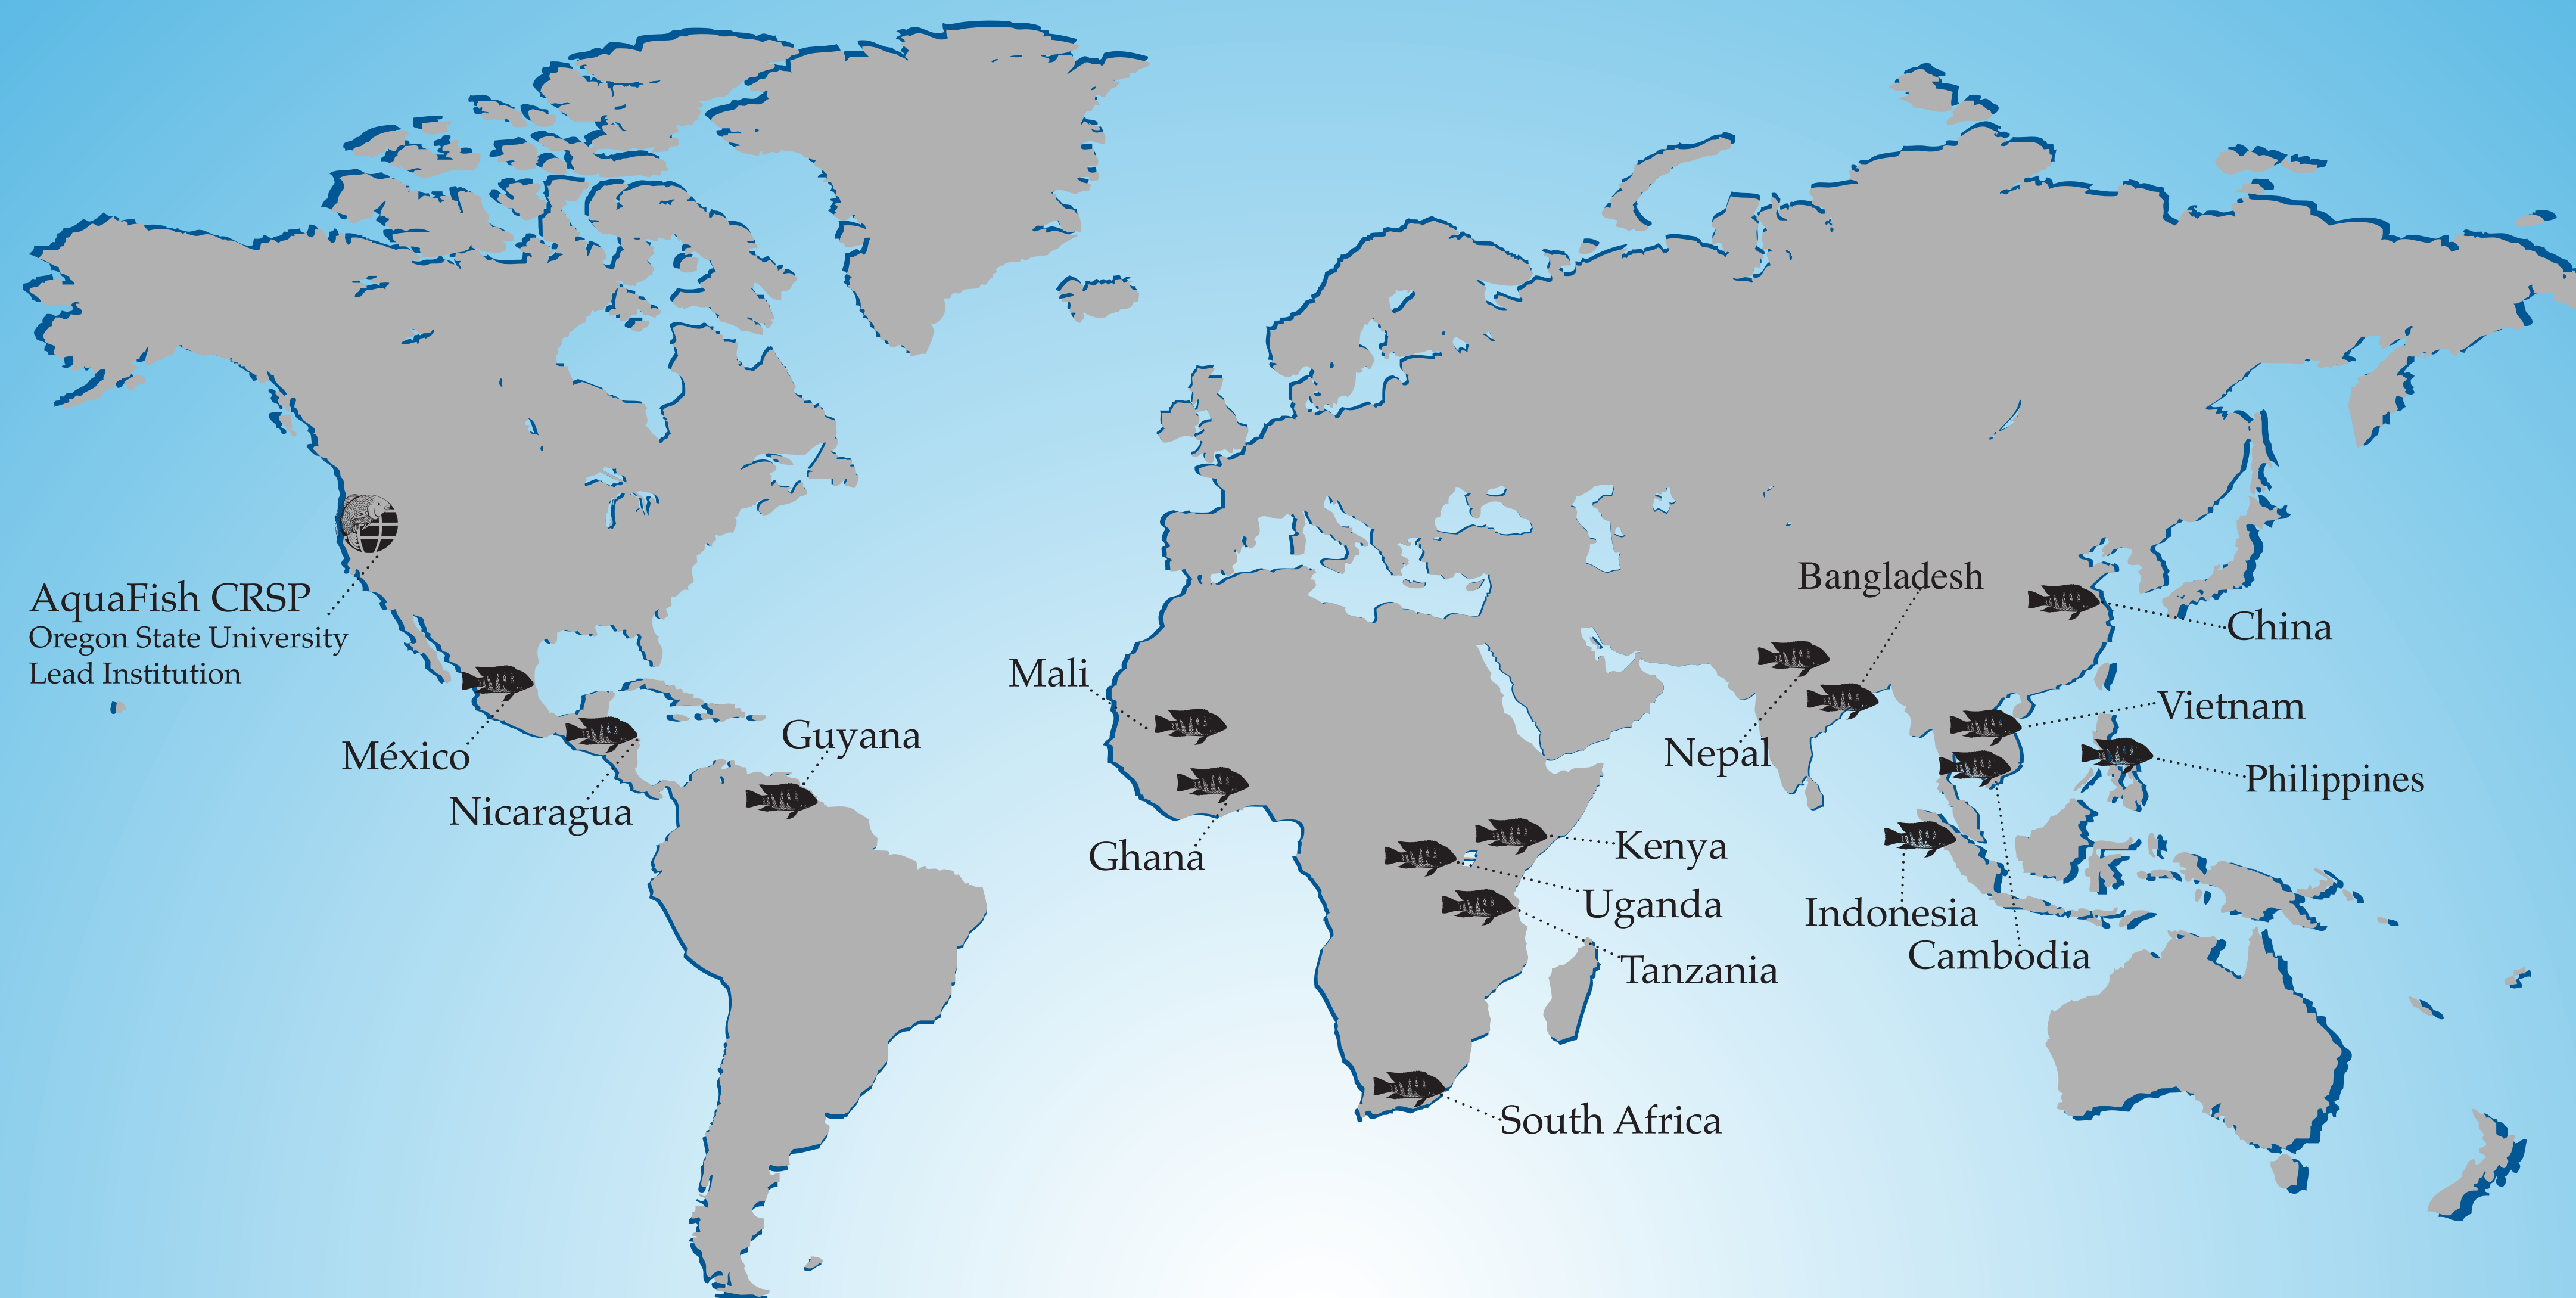 AquaFish CRSP
Oregon State University
Lead Institution
México
Nicaragua
Guyana
Mali
Ghana
Kenya
Uganda
Tanzania
South Africa
Bangladesh
Nepal
China
Vietnam
Philippines
Indonesia
Cambodia